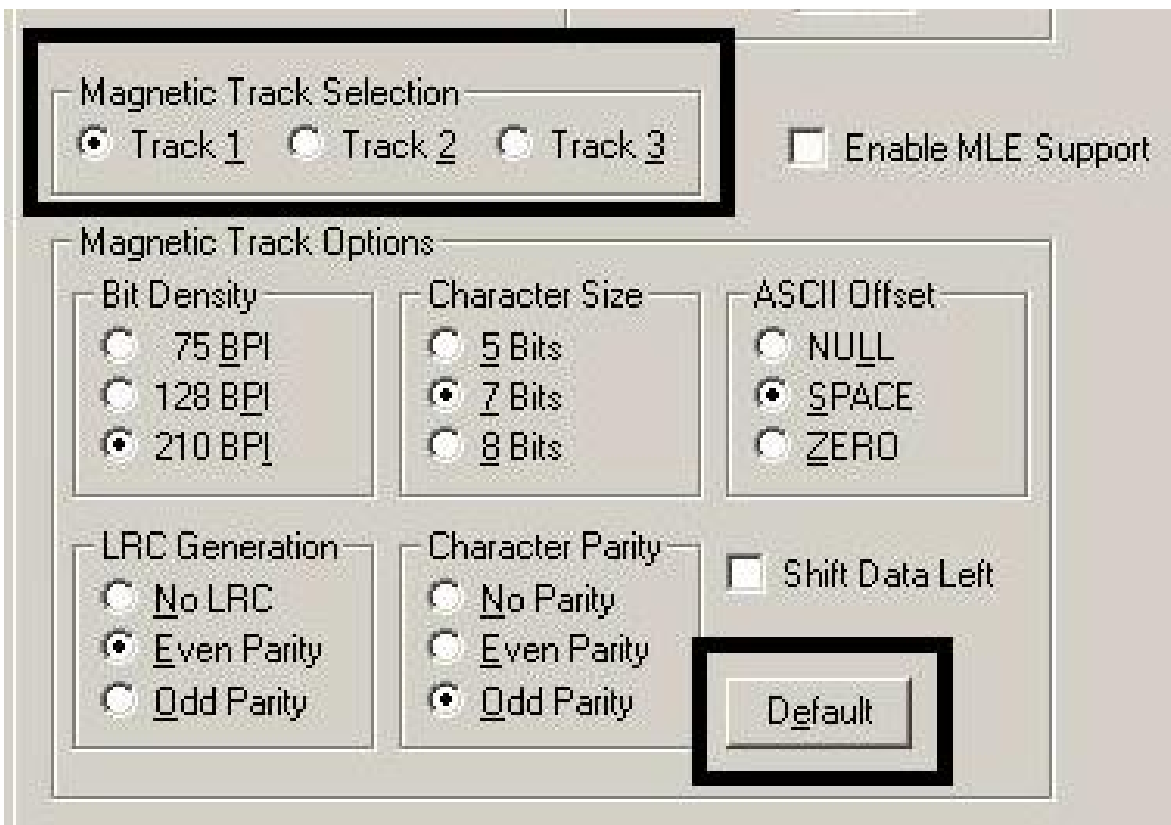 Magnetic Track Selection
Track 1 Track 2 Track 3
Enable MLE Support
Magnetic Track Options
Bit Density
75 BPI
128 BPI
210 BPI
Character Size
5 Bits
7 Bits
8 Bits
ASCII Offset
NULL
SPACE
ZERO
LRC Generation
No LRC
Even Parity
Odd Parity
Character Parity
No Parity
Even Parity
Odd Parity
Shift Data Left
Default